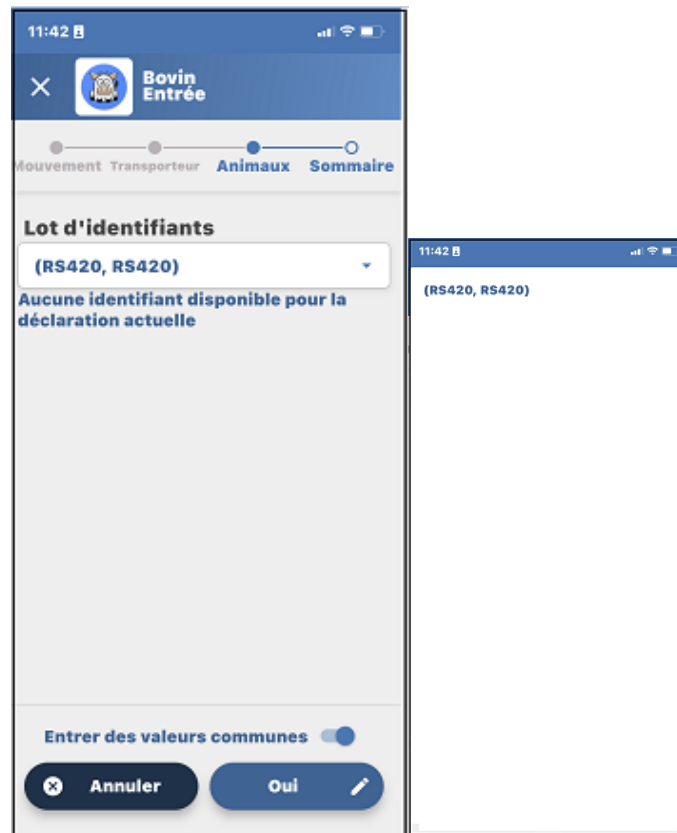 11:42
Bovin
Entrée
Mouvement Transporteur Animaux Sommaire
Lot d'identifiants
(RS420, RS420)
Aucune identifiant disponible pour la
déclaration actuelle
Entrer des valeurs communes
Annuler
Oui
11:42
(RS420, RS420)